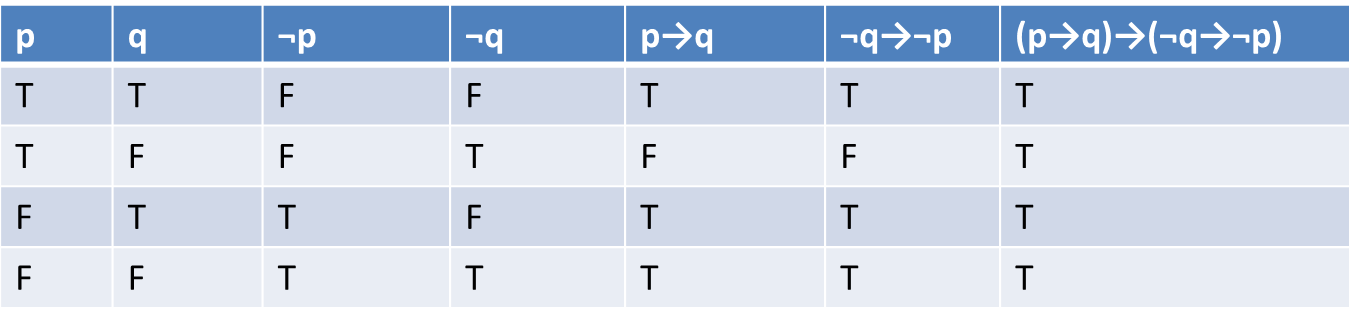 p q ¬p ¬q p→q ¬q→¬p (p→q)→(¬q→¬p)
T T F F T T T
T F F T F F T
F T T F T T T
F F T T T T T